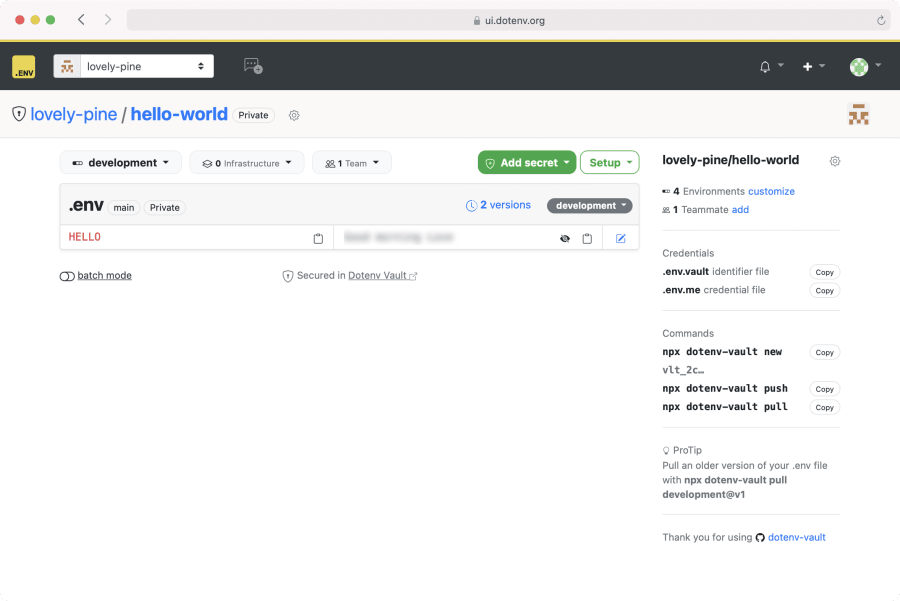 ui.dotenv.org
.ENV
lovely-pine
lovely-pine / hello-world Private
development
0 Infrastructure
1 Team
Add secret
Setup
.env main Private
2 versions
development
HELLO
batch mode
Secured in Dotenv Vault
lovely-pine/hello-world
4 Environments customize
1 Teammate add
Credentials
.env.vault identifier file Copy
.env.me credential file Copy
Commands
npx dotenv-vault new Copy
vlt_2c…
npx dotenv-vault push Copy
npx dotenv-vault pull Copy
ProTip
Pull an older version of your .env file
with npx dotenv-vault pull
development@v1
Thank you for using dotenv-vault